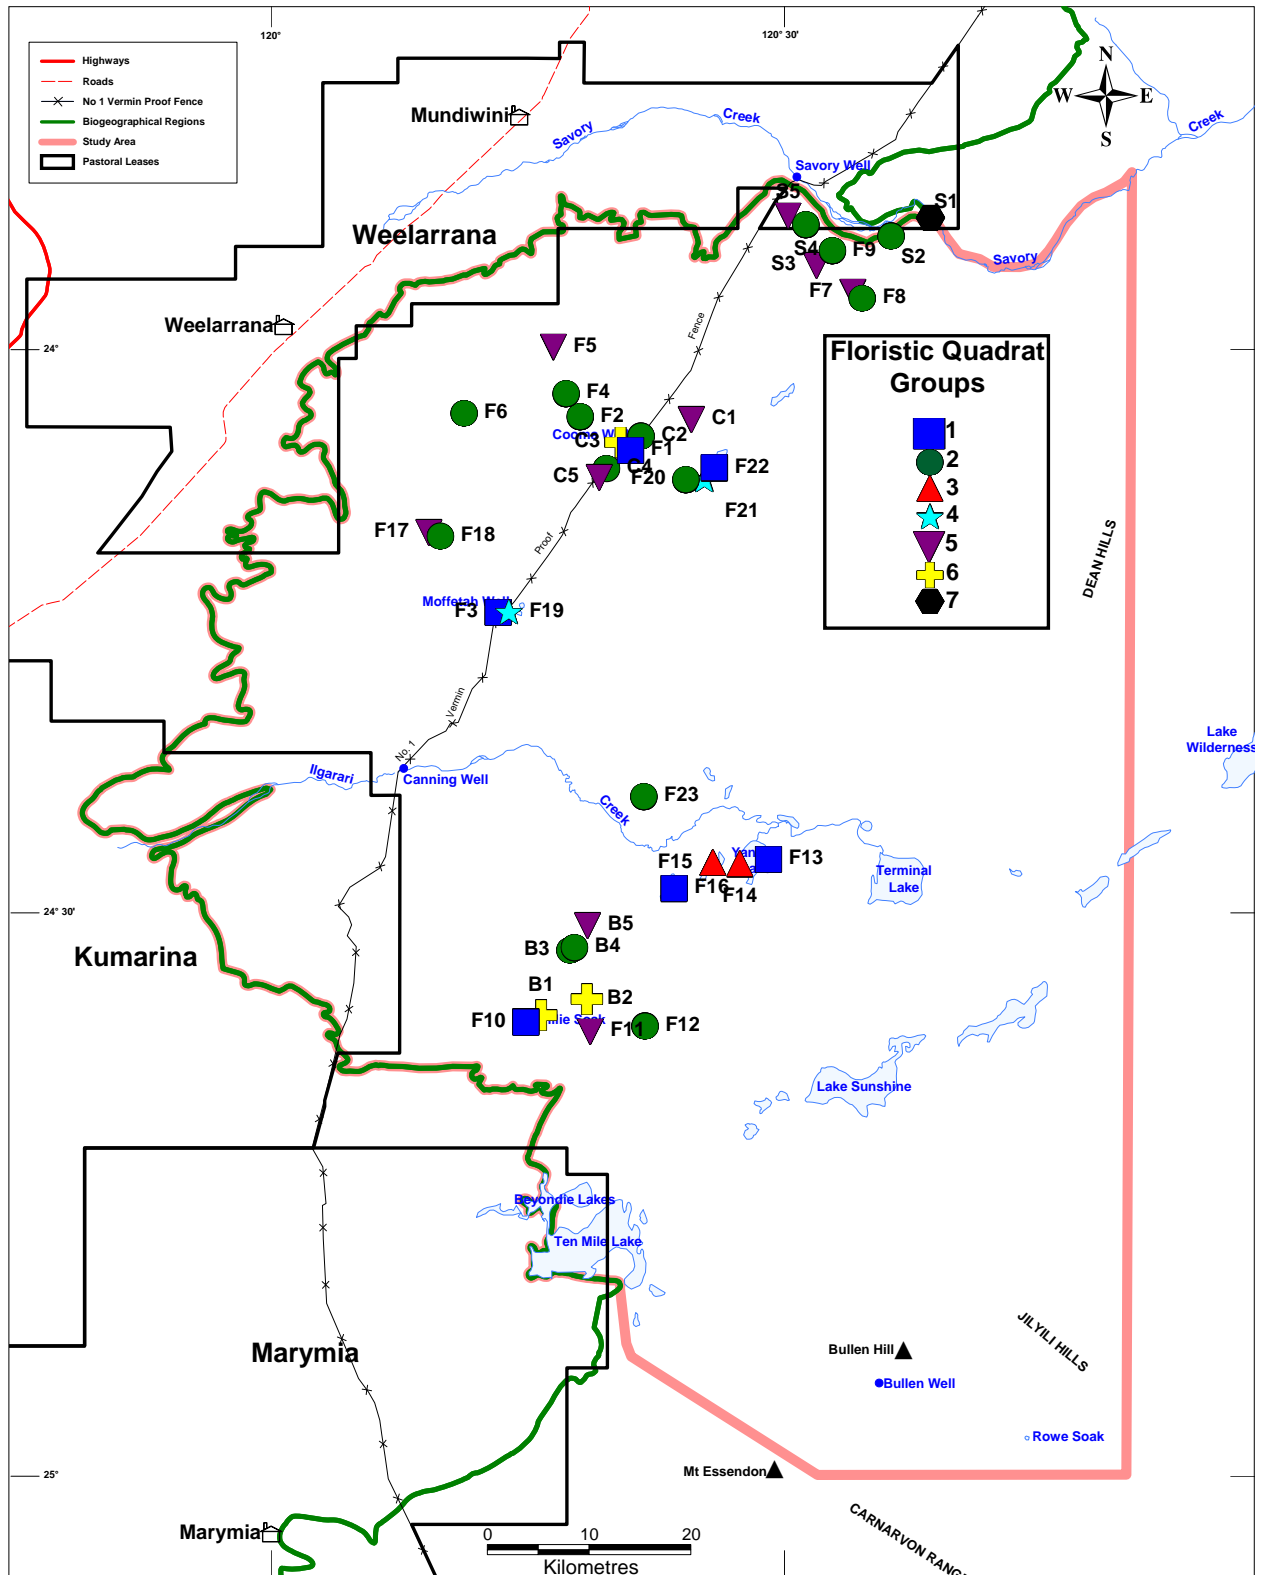 120°
120° 30'
Highways
Roads
No 1 Vermin Proof Fence
Biogeographical Regions
Study Area
Pastoral Leases
N
W E
S
Mundiwini
Savory
Creek
Creek
Savory Well
S5
S1
Weelarrana
S4
F9
S2
S3
Savory
F7
F8
Weelarrana
Fence
24°
F5
Floristic Quadrat
Groups
1
2
3
4
5
6
7
F4
F6
F2
C1
C2
C3
F1
C4
C5
F20
F22
F21
F17
F18
Proof
DEAN HILLS
F3
F19
Vermin
No. 1
Lake
Wilderness
Ilgarari
Canning Well
Creek
F23
F15
F13
F16
F14
Terminal
Lake
24° 30'
B5
B3
B4
Kumarina
B1
B2
F10
F11
F12
Lake Sunshine
Beyondie Lakes
Ten Mile Lake
Marymia
Bullen Hill
JILYILI HILLS
Bullen Well
Rowe Soak
25°
Mt Essendon
Marymia
CARNARVON
0 10 20
Kilometres